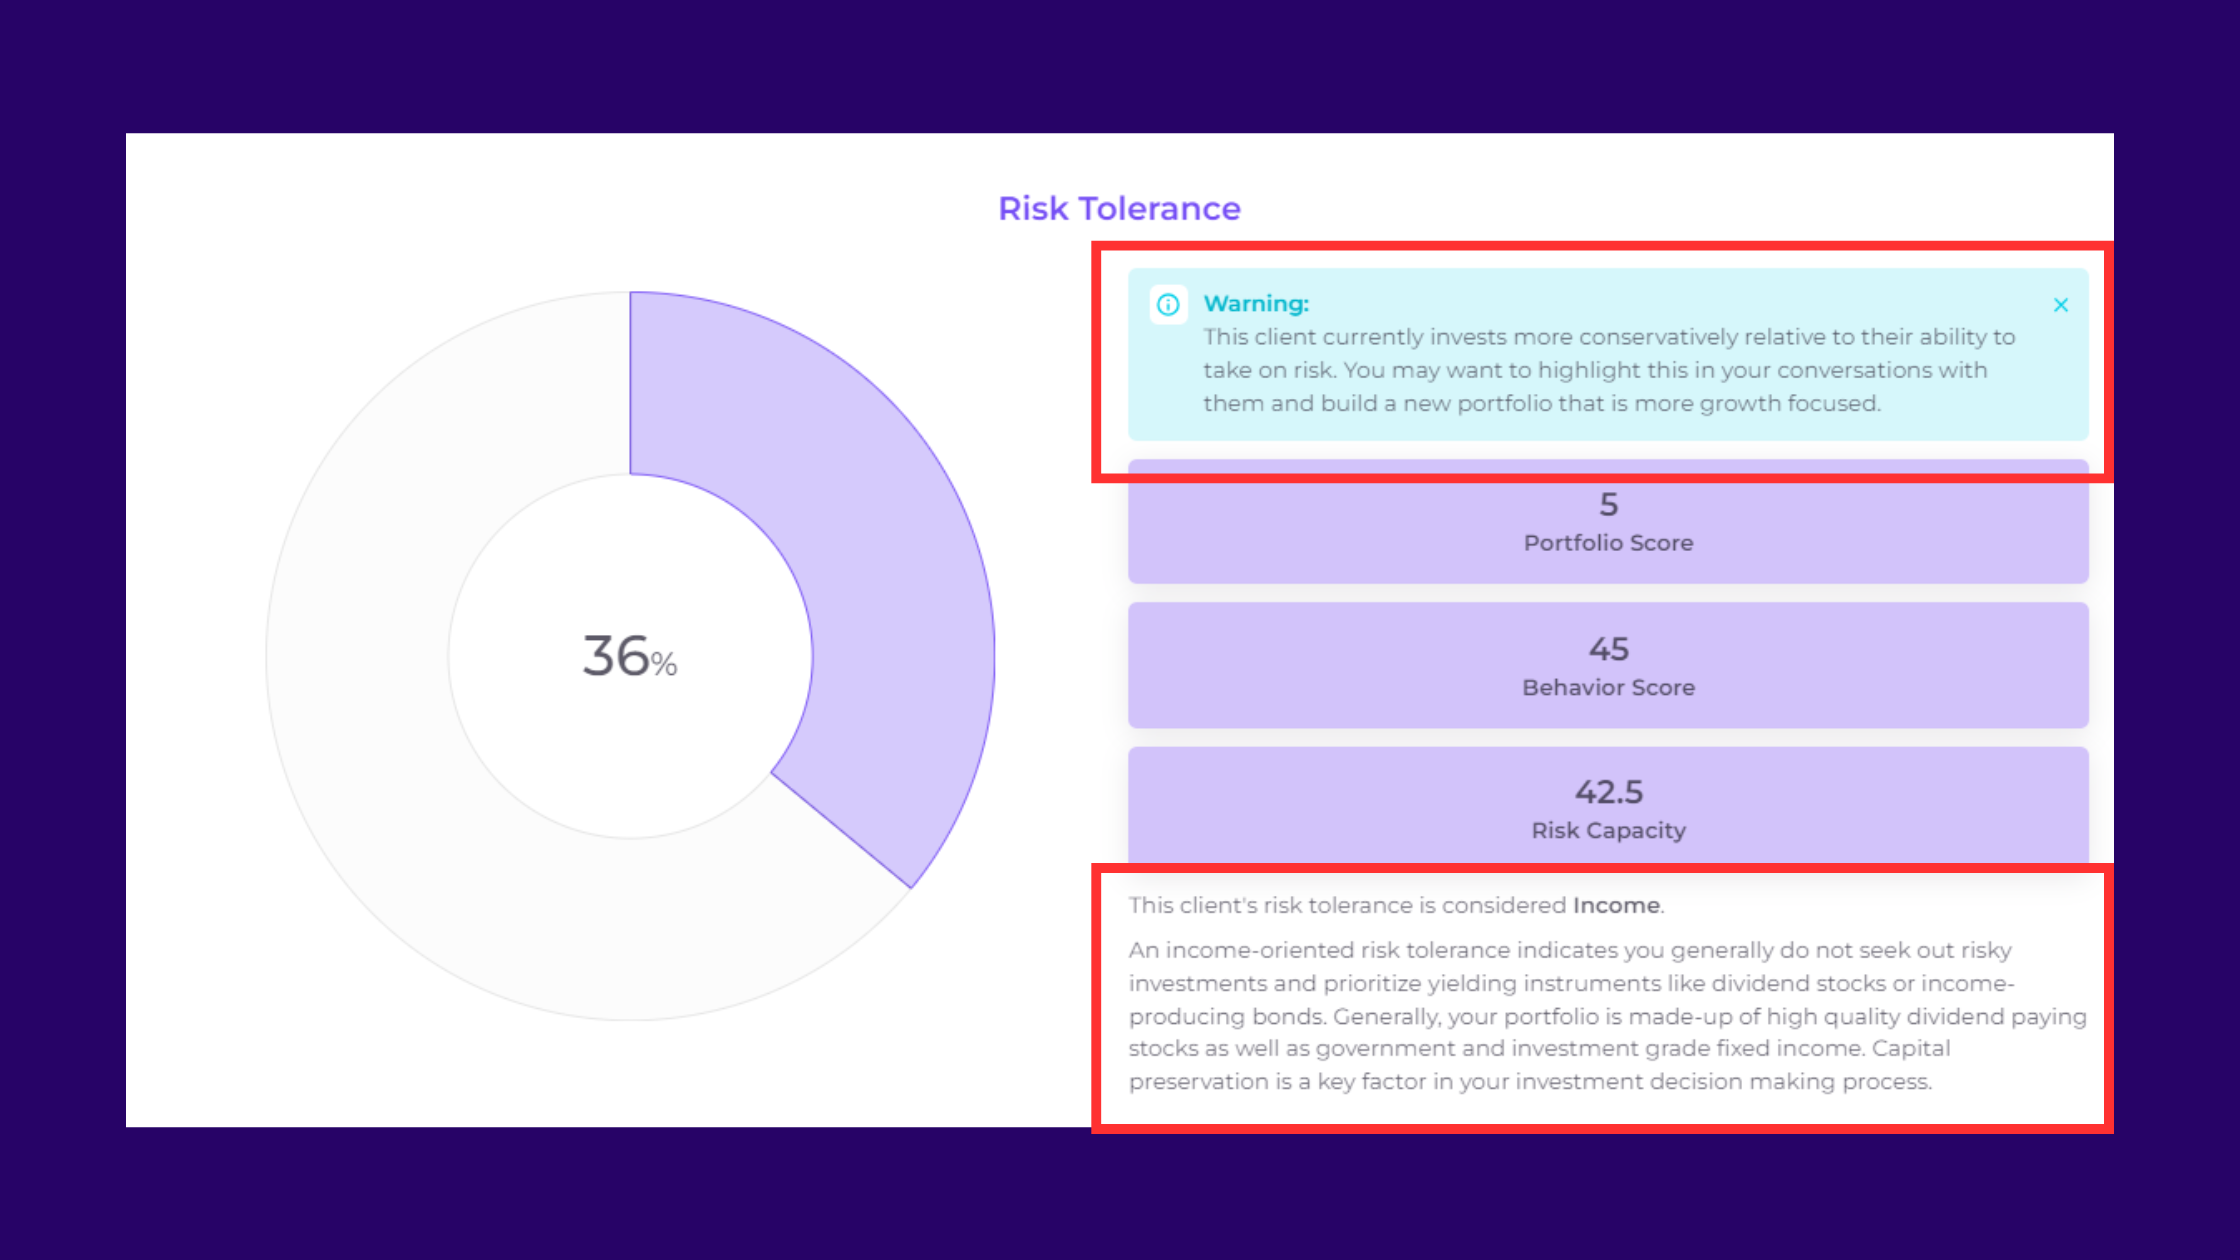 Risk Tolerance
Warning:
This client currently invests more conservatively relative to their ability to
take on risk. You may want to highlight this in your conversations with
them and build a new portfolio that is more growth focused.
36%
5
Portfolio Score
45
Behavior Score
42.5
Risk Capacity
This client's risk tolerance is considered Income.
An income-oriented risk tolerance indicates you generally do not seek out risky
investments and prioritize yielding instruments like dividend stocks or income-
producing bonds. Generally, your portfolio is made-up of high quality dividend paying
stocks as well as government and investment grade fixed income. Capital
preservation is a key factor in your investment decision making process.